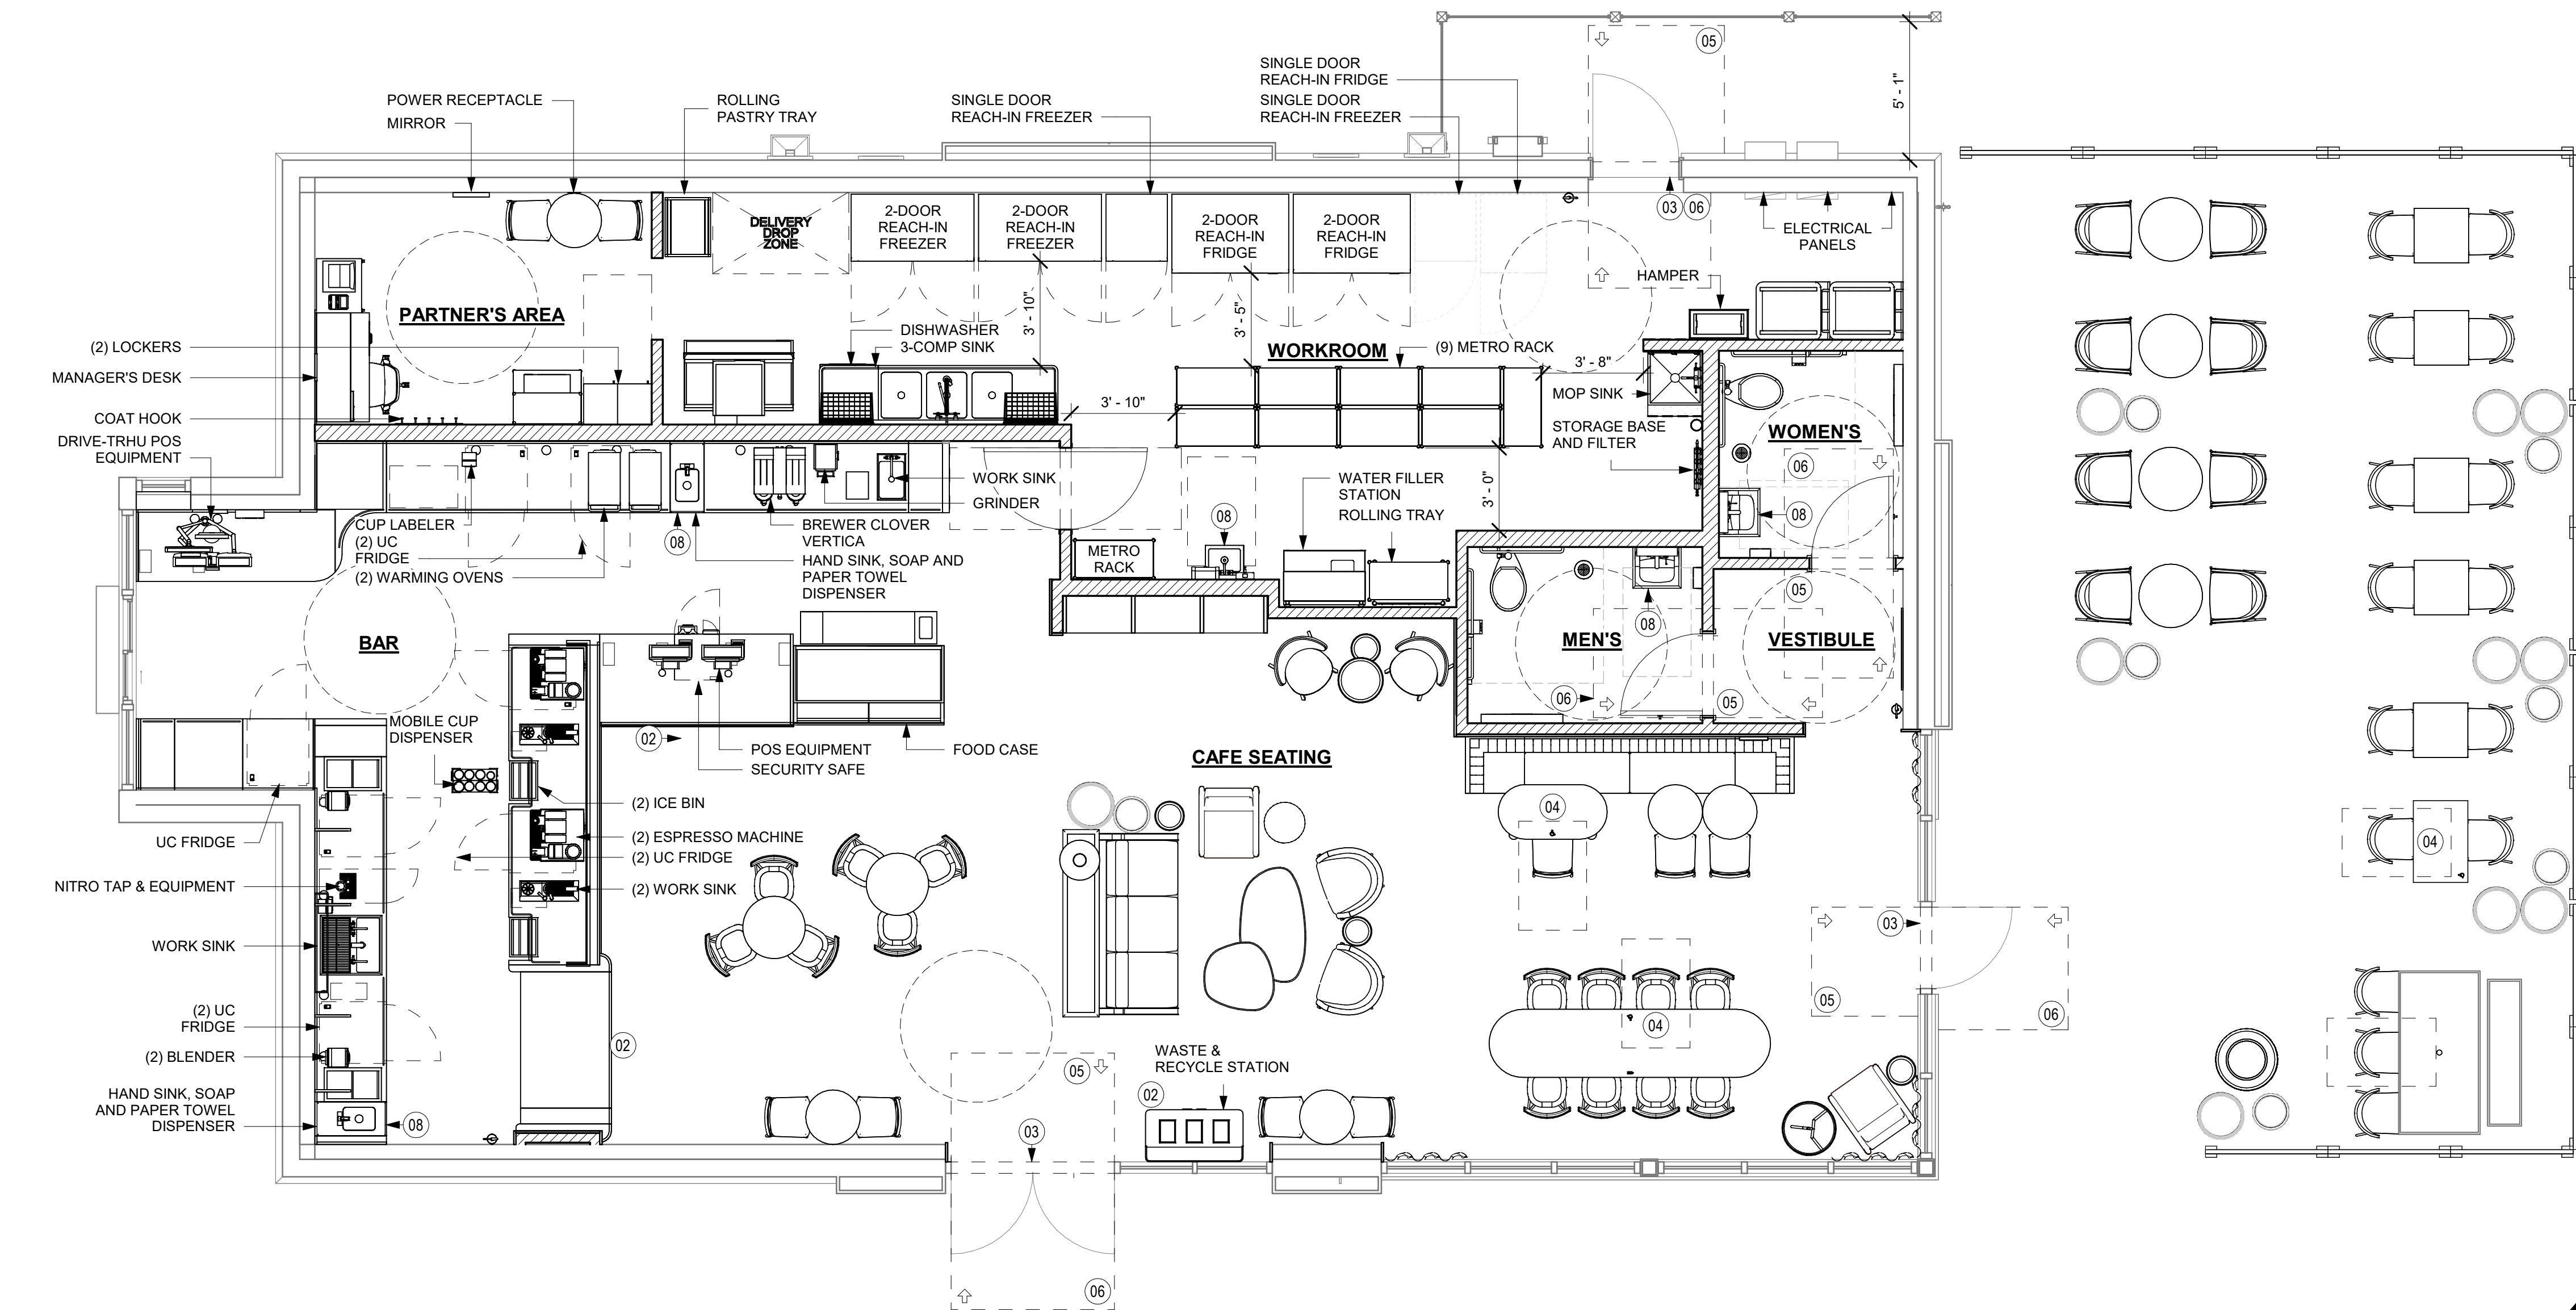 SINGLE DOOR
REACH-IN FRIDGE
SINGLE DOOR
REACH-IN FREEZER
05
5' - 1"
POWER RECEPTACLE
MIRROR
ROLLING
PASTRY TRAY
SINGLE DOOR
REACH-IN FREEZER
DELIVERY
DROP
ZONE
2-DOOR
REACH-IN
FREEZER
2-DOOR
REACH-IN
FREEZER
2-DOOR
REACH-IN
FRIDGE
2-DOOR
REACH-IN
FRIDGE
03
06
ELECTRICAL
PANELS
HAMPER
PARTNER'S AREA
3' - 10"
3' - 5"
DISHWASHER
3-COMP SINK
WORKROOM
(9) METRO RACK
3' - 8"
MOP SINK
(2) LOCKERS
MANAGER'S DESK
COAT HOOK
DRIVE-TRHU POS
EQUIPMENT
3' - 10"
STORAGE BASE
AND FILTER
WOMEN'S
06
08
WORK SINK
GRINDER
WATER FILLER
STATION
ROLLING TRAY
3' - 0"
08
CUP LABELER
(2) UC
FRIDGE
(2) WARMING OVENS
08
BREWER CLOVER
VERTICA
HAND SINK, SOAP AND
PAPER TOWEL
DISPENSER
METRO
RACK
05
08
BAR
MEN'S
VESTIBULE
06
05
MOBILE CUP
DISPENSER
02
POS EQUIPMENT
SECURITY SAFE
FOOD CASE
CAFE SEATING
(2) ICE BIN
04
UC FRIDGE
(2) ESPRESSO MACHINE
(2) UC FRIDGE
04
NITRO TAP & EQUIPMENT
(2) WORK SINK
03
WORK SINK
05
06
04
(2) UC
FRIDGE
02
(2) BLENDER
WASTE &
RECYCLE STATION
05
02
HAND SINK, SOAP
AND PAPER TOWEL
DISPENSER
08
03
06